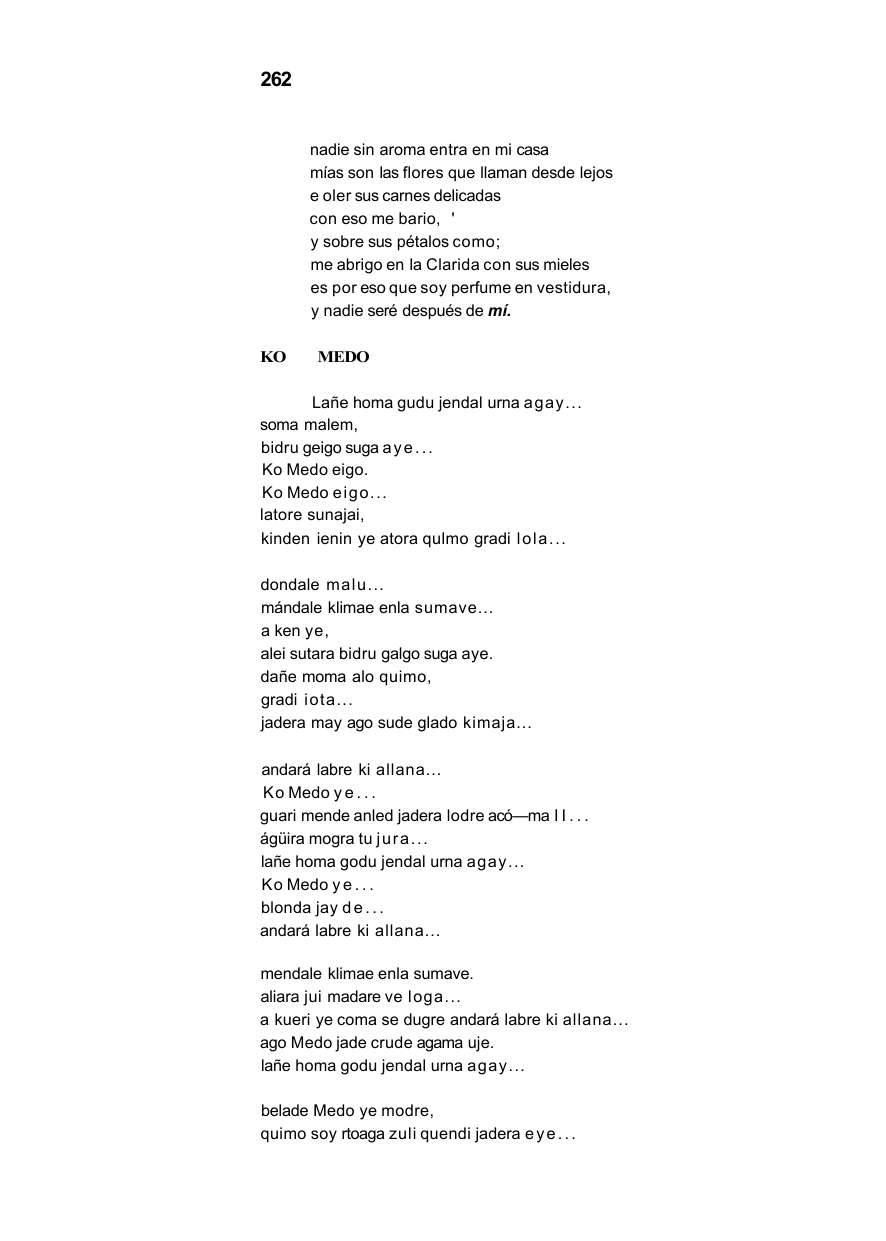 262
nadie sin aroma entra en mi casa
mías son las flores que llaman desde lejos
e oler sus carnes delicadas
con eso me bario, '
y sobre sus pétalos como;
me abrigo en la Clarida con sus mieles
es por eso que soy perfume en vestidura,
y nadie seré después de mí.
KO MEDO
Lañe homa gudu jendal urna agay...
soma malem,
bidru geigo suga aye...
Ko Medo eigo.
Ko Medo eigo...
latore sunajai,
kinden ienin ye atora qulmo gradi lola...
dondale malu...
mándale klimae enla sumave...
a ken ye,
alei sutara bidru galgo suga aye.
dañe moma alo quimo,
gradi iota...
jadera may ago sude glado kimaja...
andará labre ki allana...
Ko Medo ye...
guari mende anled jadera lodre acó—ma II...
ágüira mogra tu jura...
lañe homa godu jendal urna agay...
Ko Medo ye...
blonda jay de...
andará labre ki allana...
mendale klimae enla sumave.
aliara jui madare ve loga...
a kueri ye coma se dugre andará labre ki allana...
ago Medo jade crude agama uje.
lañe homa godu jendal urna agay...
belade Medo ye modre,
quimo soy rtoaga zuli quendi jadera eye...